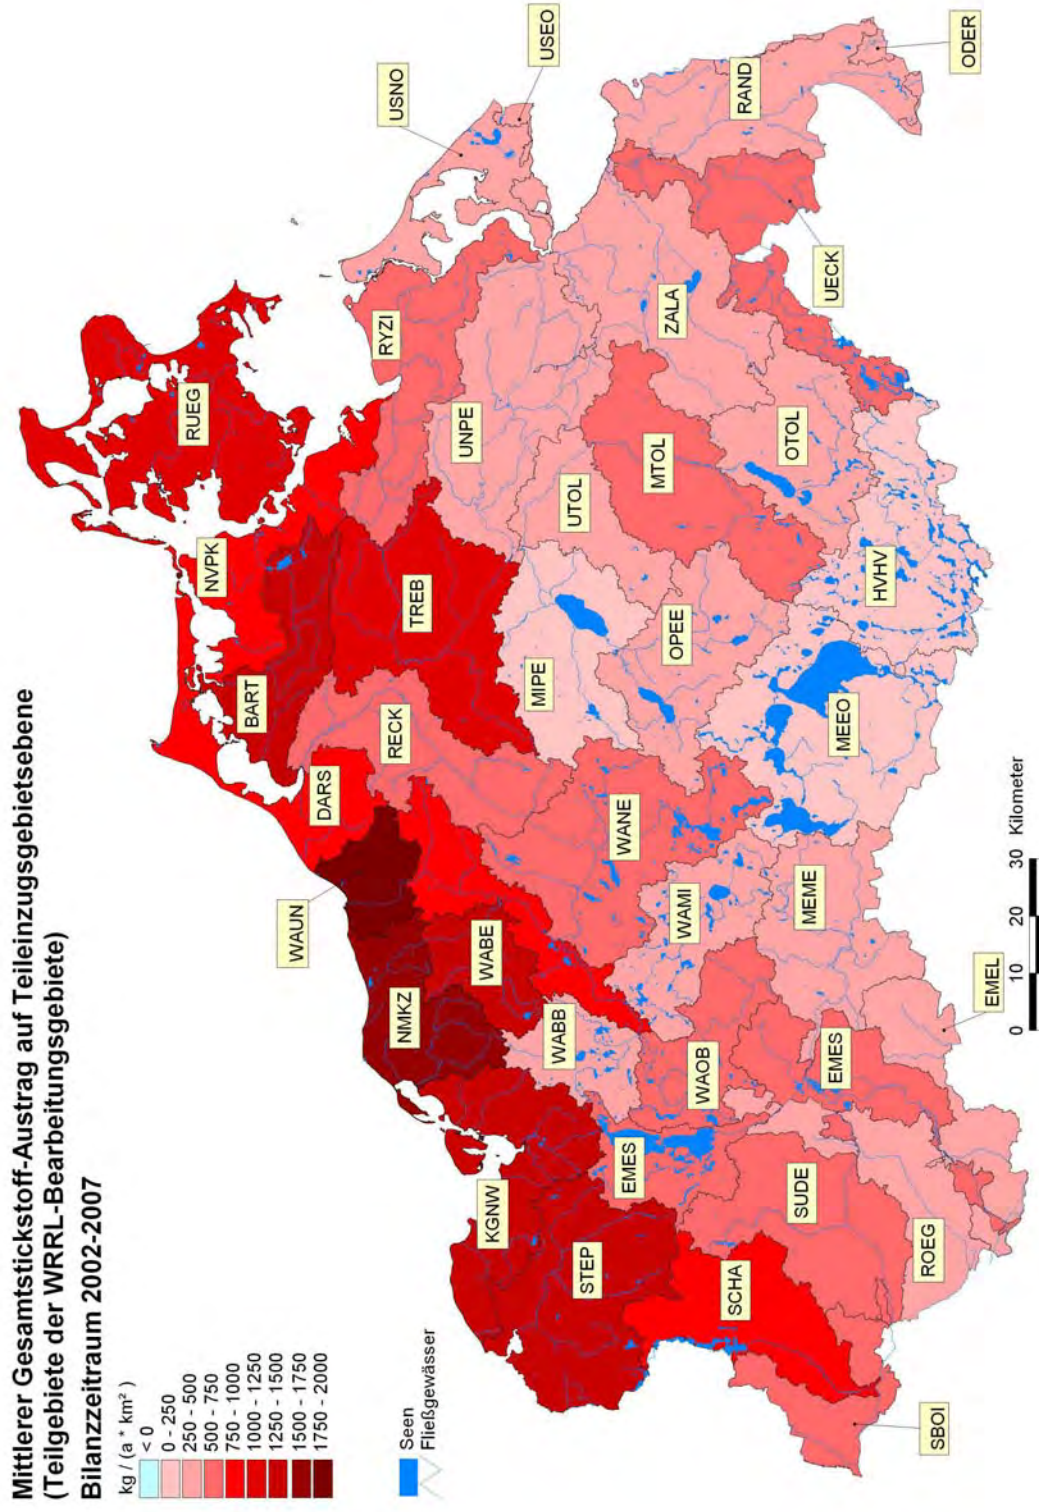 Mittlerer Gesamtstickstoff-Austrag auf Teileinzugsgebietsebene
(Teilgebiete der WRRL-Bearbeitungsgebiete)
Bilanzzeitraum 2002-2007
kg / (a * km² )
< 0
0 - 250
250 - 500
500 - 750
750 - 1000
1000 - 1250
1250 - 1500
1500 - 1750
1750 - 2000
Seen
Fließgewässer
RUEG
NVPK
BART
DARS
WAUN
NMKZ
WABE
KGNW
STEP
SCHA
SBOI
RECK
TREB
RYZI
USNO
USEO
UNPE
UTOL
MIPE
WANE
WABB
EMES
WAOB
WAMI
OPEE
MTOL
ZALA
RAND
ODER
UECK
OTOL
HVHV
MEEO
MEME
EMEL
EMES
SUDE
ROEG
0 10 20 30 Kilometer